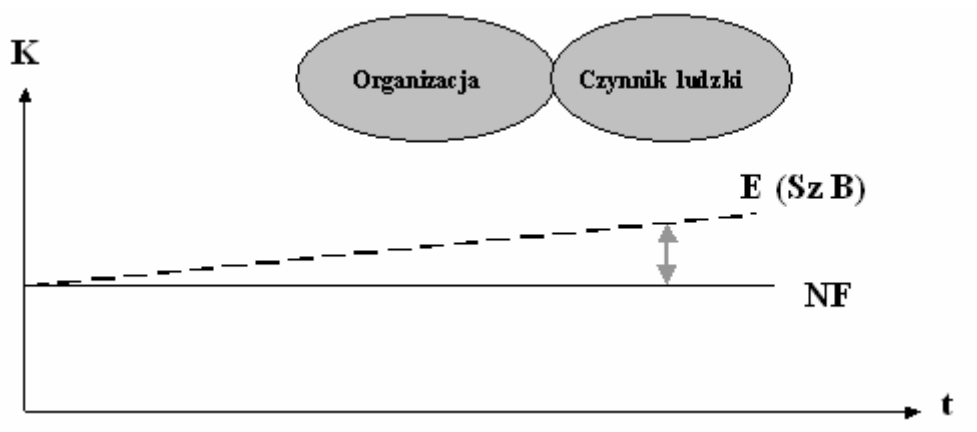 K
Organizacja
Czynnik ludzki
E (Sz B)
NF
t